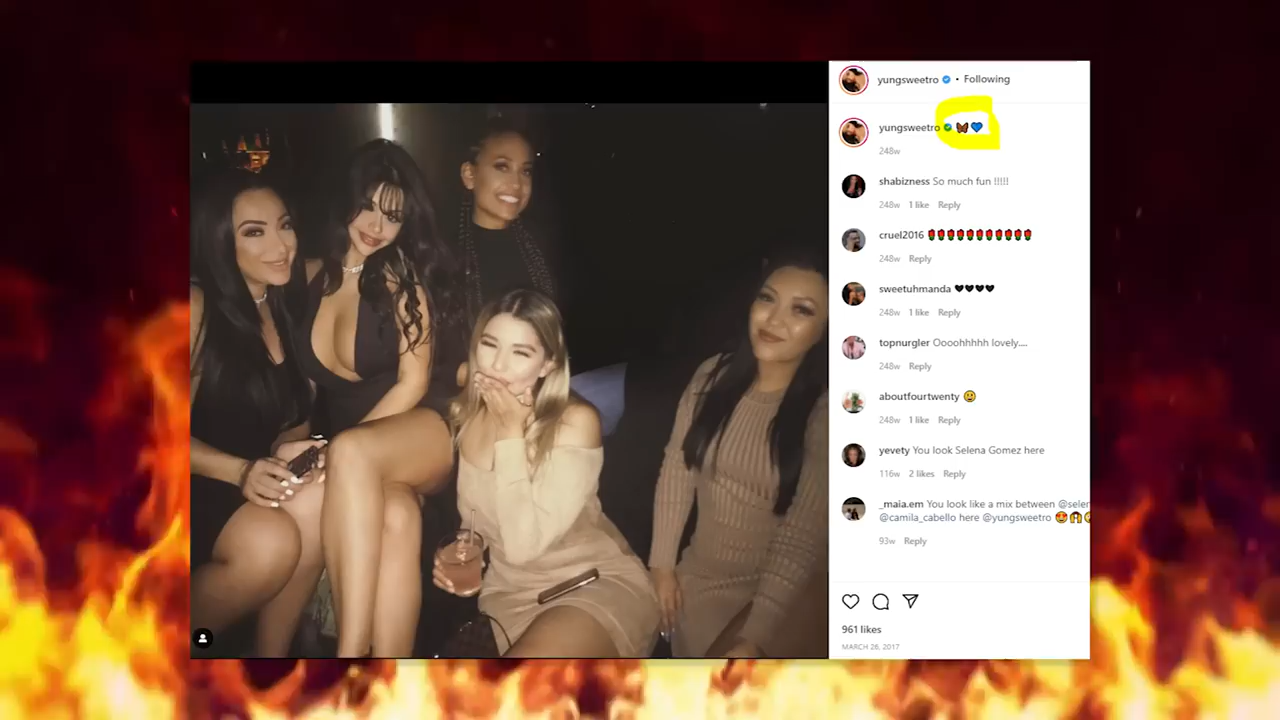 yungsweetro • Following
yungsweetro 🦋💙
248w
shabizness So much fun !!!!!
248w 1 like Reply
cruel2016 🌹🌹🌹🌹🌹🌹🌹🌹🌹🌹🌹
248w Reply
sweetuhmanda 🖤🖤🖤🖤
248w 1 like Reply
topnurgler Oooohhhhh lovely....
248w Reply
aboutfourtwenty 🙂
248w 1 like Reply
yevety You look Selena Gomez here
116w 2 likes Reply
_maia.em You look like a mix between @selen
@camila_cabello here @yungsweetro 😍
93w Reply
961 likes
MARCH 26, 2017